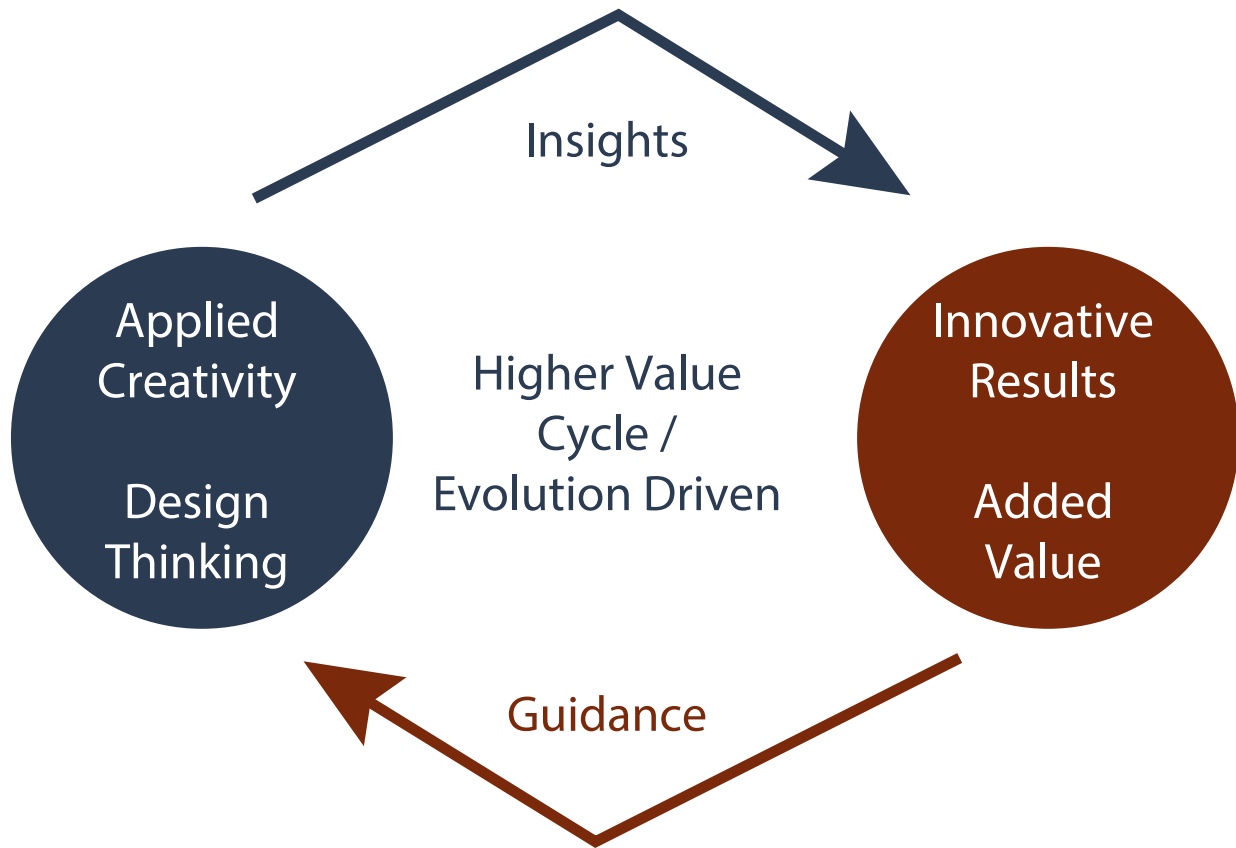 Insights
Applied
Creativity
Design
Thinking
Higher Value
Cycle /
Evolution Driven
Innovative
Results
Added
Value
Guidance